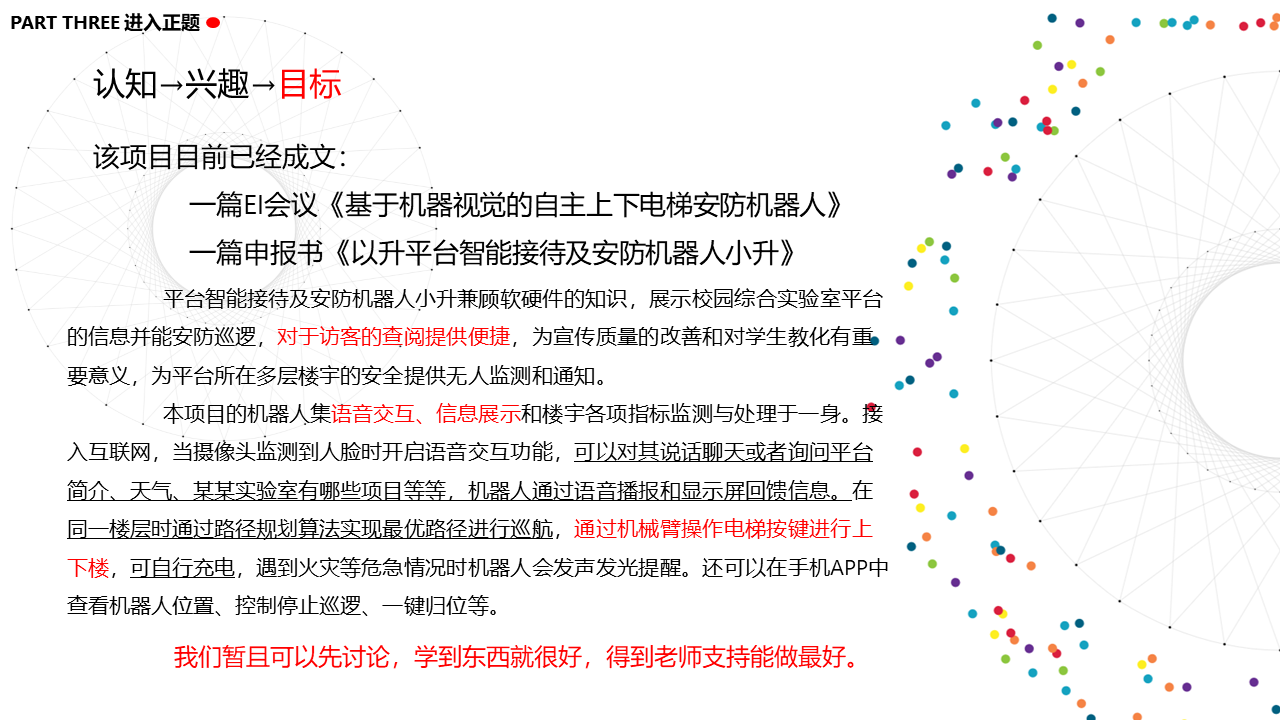 PART THREE 进入正题
认知→兴趣→目标
该项目目前已经成文：
一篇EI会议《基于机器视觉的自主上下电梯安防机器人》
一篇申报书《以升平台智能接待及安防机器人小升》
平台智能接待及安防机器人小升兼顾软硬件的知识，展示校园综合实验室平台
的信息并能安防巡逻，对于访客的查阅提供便捷，为宣传质量的改善和对学生教化有重
要意义，为平台所在多层楼宇的安全提供无人监测和通知。
本项目的机器人集语音交互、信息展示和楼宇各项指标监测与处理于一身。接
入互联网，当摄像头监测到人脸时开启语音交互功能，可以对其说话聊天或者询问平台
简介、天气、某某实验室有哪些项目等等，机器人通过语音播报和显示屏回馈信息。在
同一楼层时通过路径规划算法实现最优路径进行巡航，通过机械臂操作电梯按键进行上
下楼，可自行充电，遇到火灾等危急情况时机器人会发声发光提醒。还可以在手机APP中
查看机器人位置、控制停止巡逻、一键归位等。
我们暂且可以先讨论，学到东西就很好，得到老师支持能做最好。